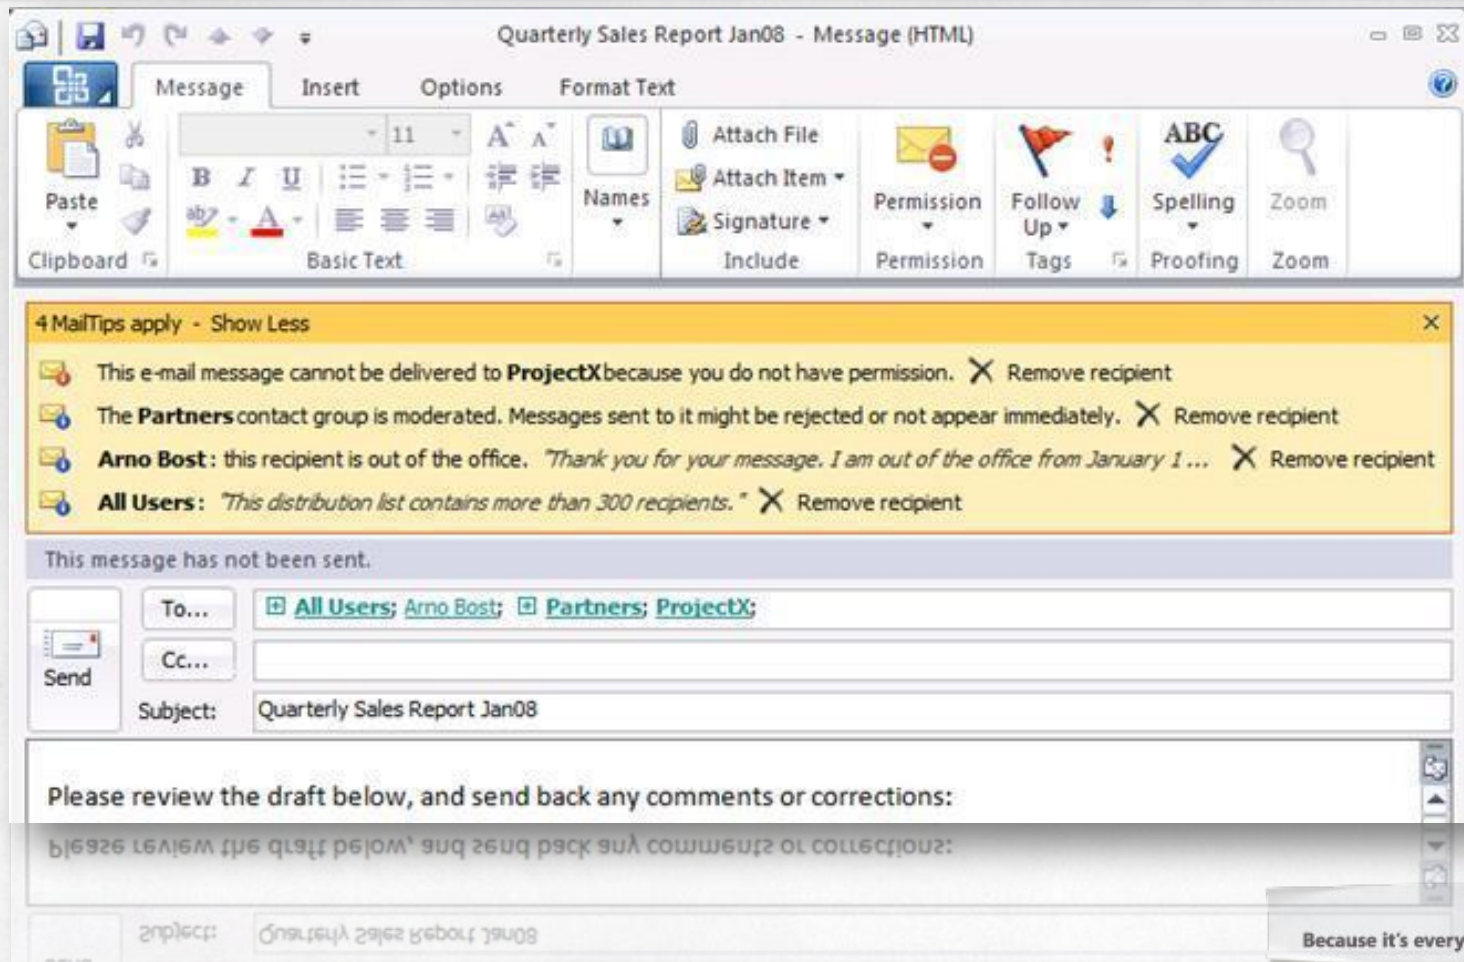 Quarterly Sales Report Jan08 - Message (HTML)
Message Insert Options Format Text
11
Attach File
Attach Item
Signature
Paste
Names
Permission
Follow Up
ABC
Spelling
Zoom
Clipboard Basic Text Include Permission Tags Proofing Zoom
4 MailTips apply - Show Less
This e-mail message cannot be delivered to ProjectX because you do not have permission. Remove recipient
The Partners contact group is moderated. Messages sent to it might be rejected or not appear immediately. Remove recipient
Arno Bost: this recipient is out of the office. "Thank you for your message. I am out of the office from January 1 ... Remove recipient
All Users: "This distribution list contains more than 300 recipients." Remove recipient
This message has not been sent.
To... All Users; Arno Bost; Partners; ProjectX;
Cc...
Send
Subject: Quarterly Sales Report Jan08
Please review the draft below, and send back any comments or corrections:
Because it's every